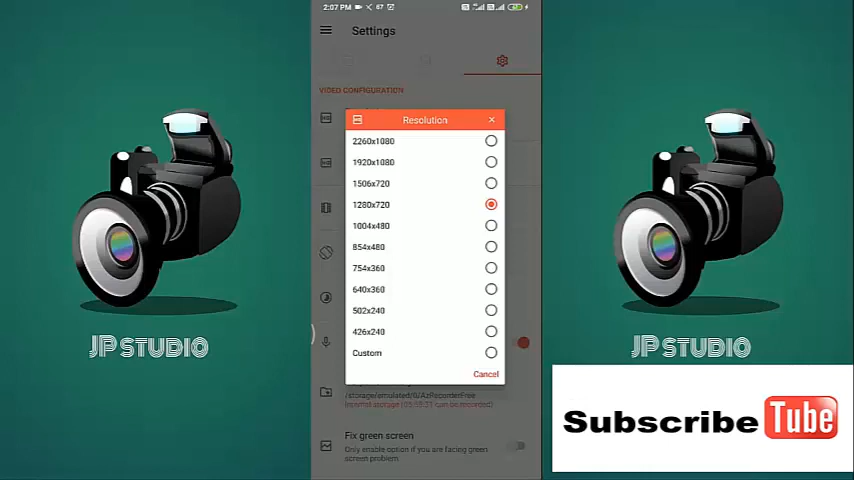 2:07 PM
Settings
VIDEO CONFIGURATION
Resolution
2260x1080
1920x1080
1506x720
1280x720
1004x480
854x480
754x360
640x360
502x240
426x240
Custom
Cancel
/storage/emulated/0/AzRecorderFree
Fix green screen
Only enable option if you are facing green
screen problem
JP STUDIO
JP STUDIO
Subscribe Tube